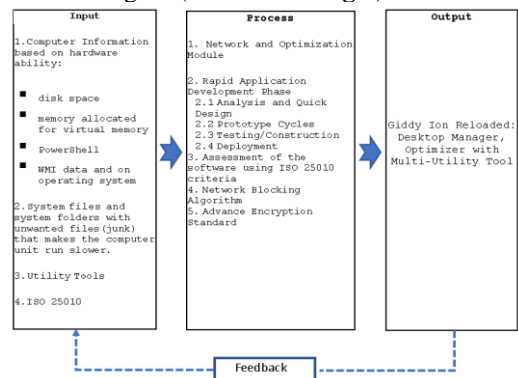 Input
1.Computer Information
based on hardware
ability:
■ disk space
■ memory allocated
for virtual memory
■ PowerShell
■ WMI data and on
operating system
2.System files and
system folders with
unwanted files(junk)
that makes the computer
unit run slower.
3.Utility Tools
4.ISO 25010
Process
1. Network and Optimization
Module
2. Rapid Application
Development Phase
2.1 Analysis and Quick
Design
2.2 Prototype Cycles
2.3 Testing/Construction
2.4 Deployment
3. Assessment of the
software using ISO 25010
criteria
4. Network Blocking
Algorithm
5. Advance Encryption
Standard
Output
Giddy Ion Reloaded:
Desktop Manager,
Optimizer with
Multi-Utility Tool
Feedback